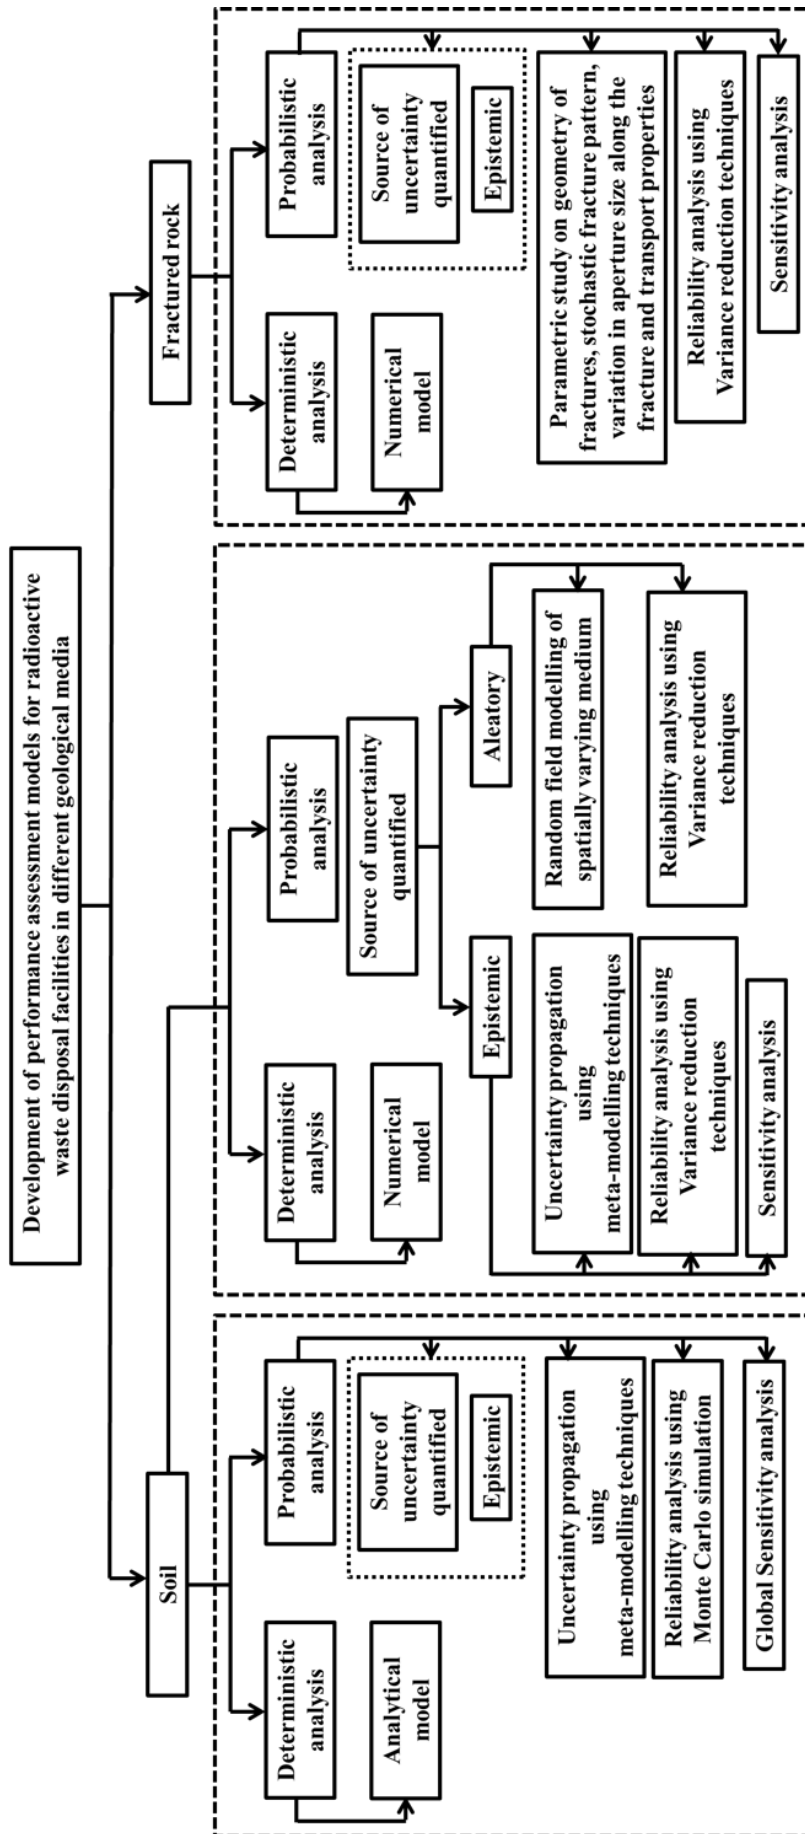 Development of performance assessment models for radioactive
waste disposal facilities in different geological media
Soil
Fractured rock
Deterministic
analysis
Analytical
model
Probabilistic
analysis
Source of
uncertainty
quantified
Epistemic
Uncertainty propagation
using
meta-modelling techniques
Reliability analysis using
Monte Carlo simulation
Global Sensitivity analysis
Deterministic
analysis
Numerical
model
Probabilistic
analysis
Source of uncertainty
quantified
Epistemic
Uncertainty propagation
using
meta-modelling techniques
Reliability analysis using
Variance reduction
techniques
Sensitivity analysis
Aleatory
Random field modelling of
spatially varying medium
Reliability analysis using
Variance reduction
techniques
Deterministic
analysis
Numerical
model
Probabilistic
analysis
Source of
uncertainty
quantified
Epistemic
Parametric study on geometry of
fractures, stochastic fracture pattern,
variation in aperture size along the
fracture and transport properties
Reliability analysis using
Variance reduction techniques
Sensitivity analysis